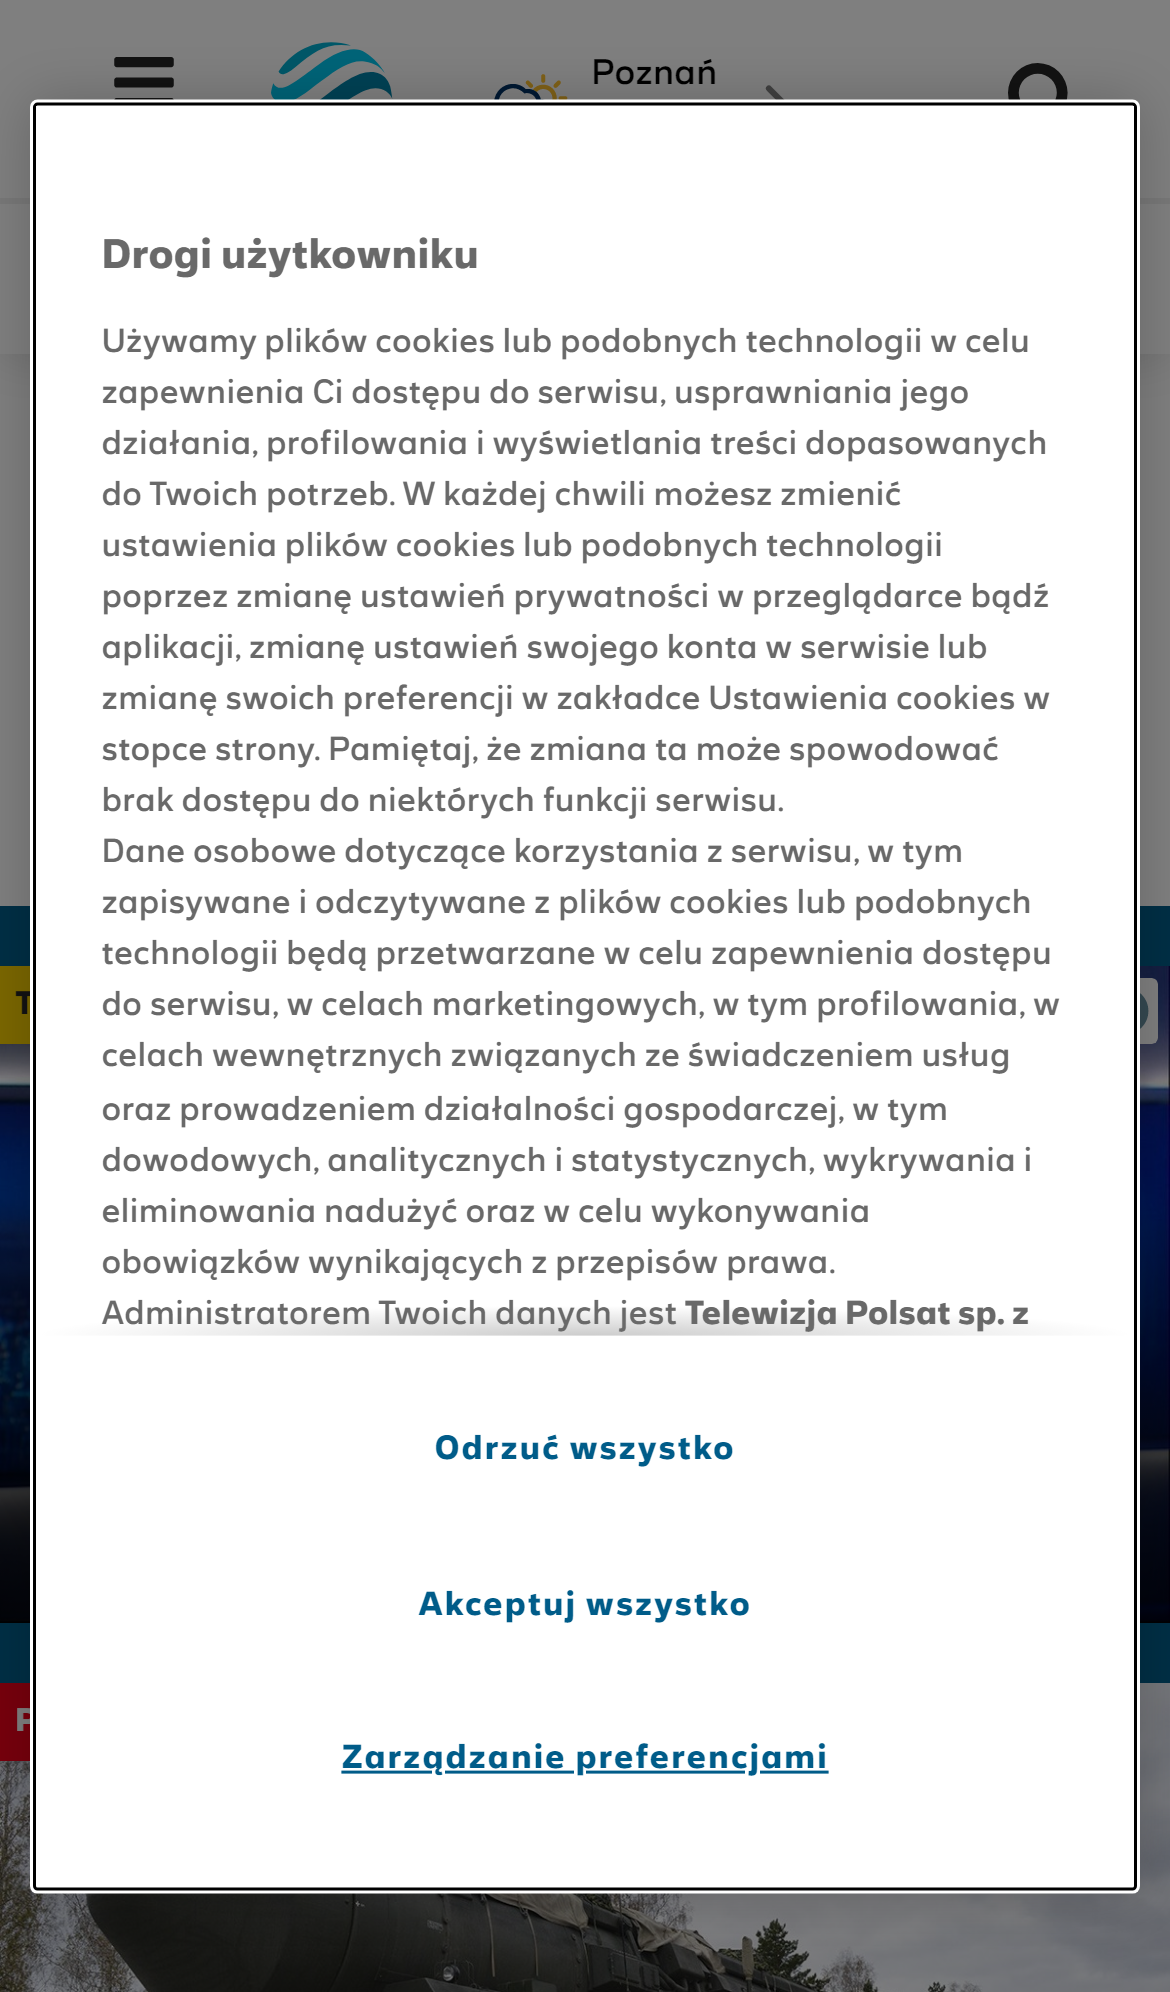 Poznań
Drogi użytkowniku
Używamy plików cookies lub podobnych technologii w celu
zapewnienia Ci dostępu do serwisu, usprawniania jego
działania, profilowania i wyświetlania treści dopasowanych
do Twoich potrzeb. W każdej chwili możesz zmienić
ustawienia plików cookies lub podobnych technologii
poprzez zmianę ustawień prywatności w przeglądarce bądź
aplikacji, zmianę ustawień swojego konta w serwisie lub
zmianę swoich preferencji w zakładce Ustawienia cookies w
stopce strony. Pamiętaj, że zmiana ta może spowodować
brak dostępu do niektórych funkcji serwisu.
Dane osobowe dotyczące korzystania z serwisu, w tym
zapisywane i odczytywane z plików cookies lub podobnych
technologii będą przetwarzane w celu zapewnienia dostępu
do serwisu, w celach marketingowych, w tym profilowania, w
celach wewnętrznych związanych ze świadczeniem usług
oraz prowadzeniem działalności gospodarczej, w tym
dowodowych, analitycznych i statystycznych, wykrywania i
eliminowania nadużyć oraz w celu wykonywania
obowiązków wynikających z przepisów prawa.
Administratorem Twoich danych jest Telewizja Polsat sp. z
Odrzuć wszystko
Akceptuj wszystko
Zarządzanie preferencjami